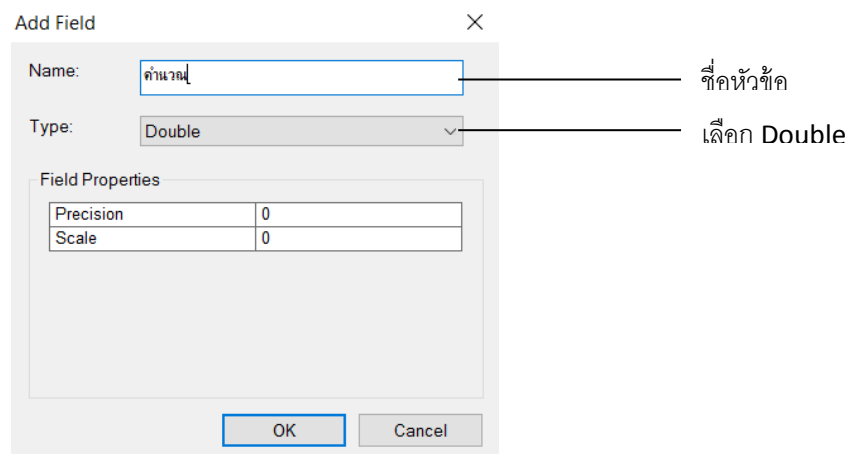 Add Field
Name: คำนวณ
ชื่อหัวข้อ
Type: Double
เลือก Double
Field Properties
Precision 0
Scale 0
OK Cancel